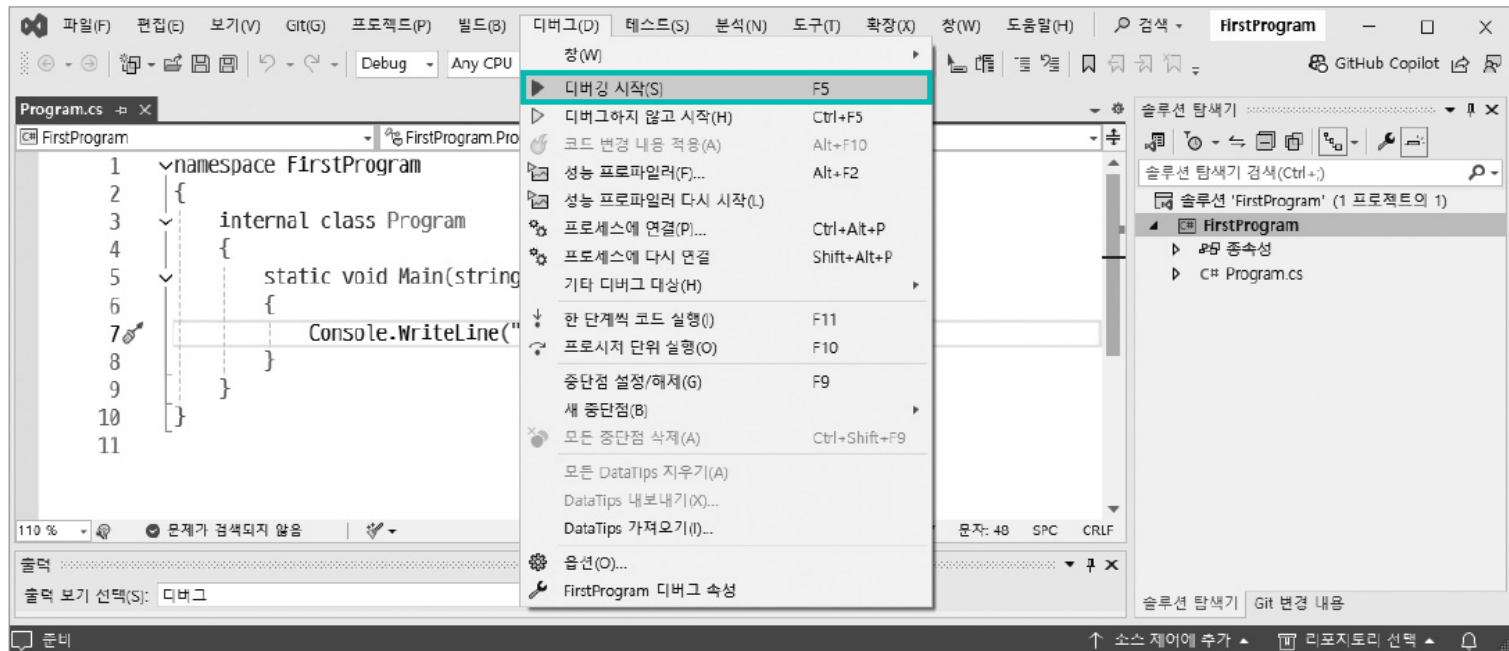 파일(F) 편집(E) 보기(V) Git(G) 프로젝트(P) 빌드(B) 디버그(D) 테스트(S) 분석(N) 도구(T) 확장(X) 창(W) 도움말(H) 검색 FirstProgram
Debug Any CPU GitHub Copilot
Program.cs
FirstProgram FirstProgram.Pro
1 namespace FirstProgram
2 {
3 internal class Program
4 {
5 static void Main(string
6 {
7 Console.WriteLine("
8 }
9 }
10 }
11
110 % 문제가 검색되지 않음 문자: 48 SPC CRLF
출력
출력 보기 선택(S): 디버그
창(W)
디버깅 시작(S) F5
디버그하지 않고 시작(H) Ctrl+F5
코드 변경 내용 적용(A) Alt+F10
성능 프로파일러(F)... Alt+F2
성능 프로파일러 다시 시작(L)
프로세스에 연결(P)... Ctrl+Alt+P
프로세스에 다시 연결 Shift+Alt+P
기타 디버그 대상(H)
한 단계씩 코드 실행(I) F11
프로시저 단위 실행(O) F10
중단점 설정/해제(G) F9
새 중단점(B)
모든 중단점 삭제(A) Ctrl+Shift+F9
모든 DataTips 지우기(A)
DataTips 내보내기(X)...
DataTips 가져오기(I)...
옵션(O)...
FirstProgram 디버그 속성
솔루션 탐색기
솔루션 탐색기 검색(Ctrl+;)
솔루션 'FirstProgram' (1 프로젝트의 1)
C# FirstProgram
종속성
C# Program.cs
솔루션 탐색기 Git 변경 내용
준비 소스 제어에 추가 리포지토리 선택